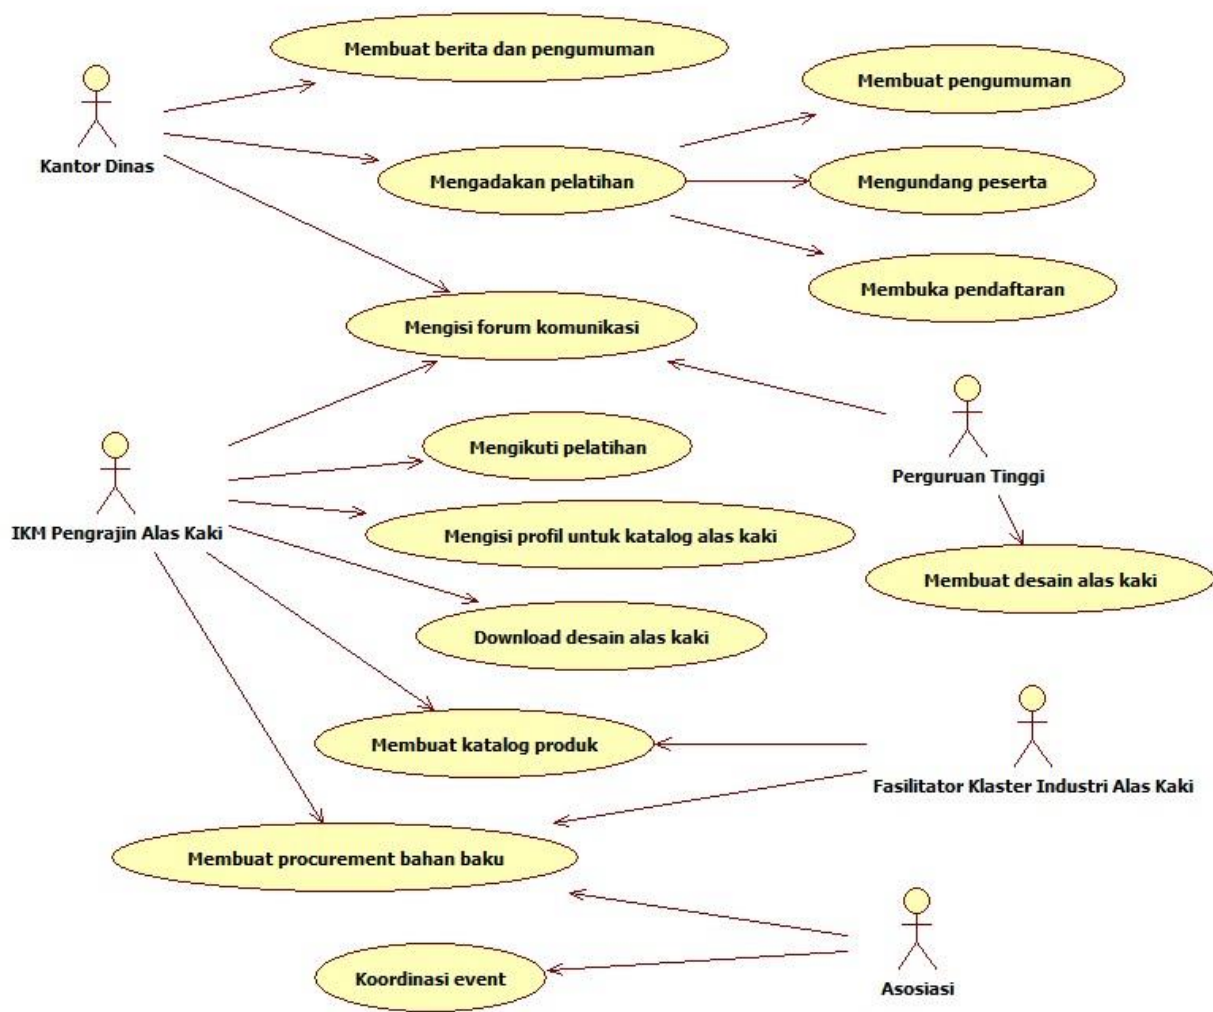 Membuat berita dan pengumuman
Membuat pengumuman
Kantor Dinas
Mengadakan pelatihan
Mengundang peserta
Membuka pendaftaran
Mengisi forum komunikasi
Mengikuti pelatihan
Perguruan Tinggi
IKM Pengrajin Alas Kaki
Mengisi profil untuk katalog alas kaki
Membuat desain alas kaki
Download desain alas kaki
Membuat katalog produk
Fasilitator Klaster Industri Alas Kaki
Membuat procurement bahan baku
Koordinasi event
Asosiasi